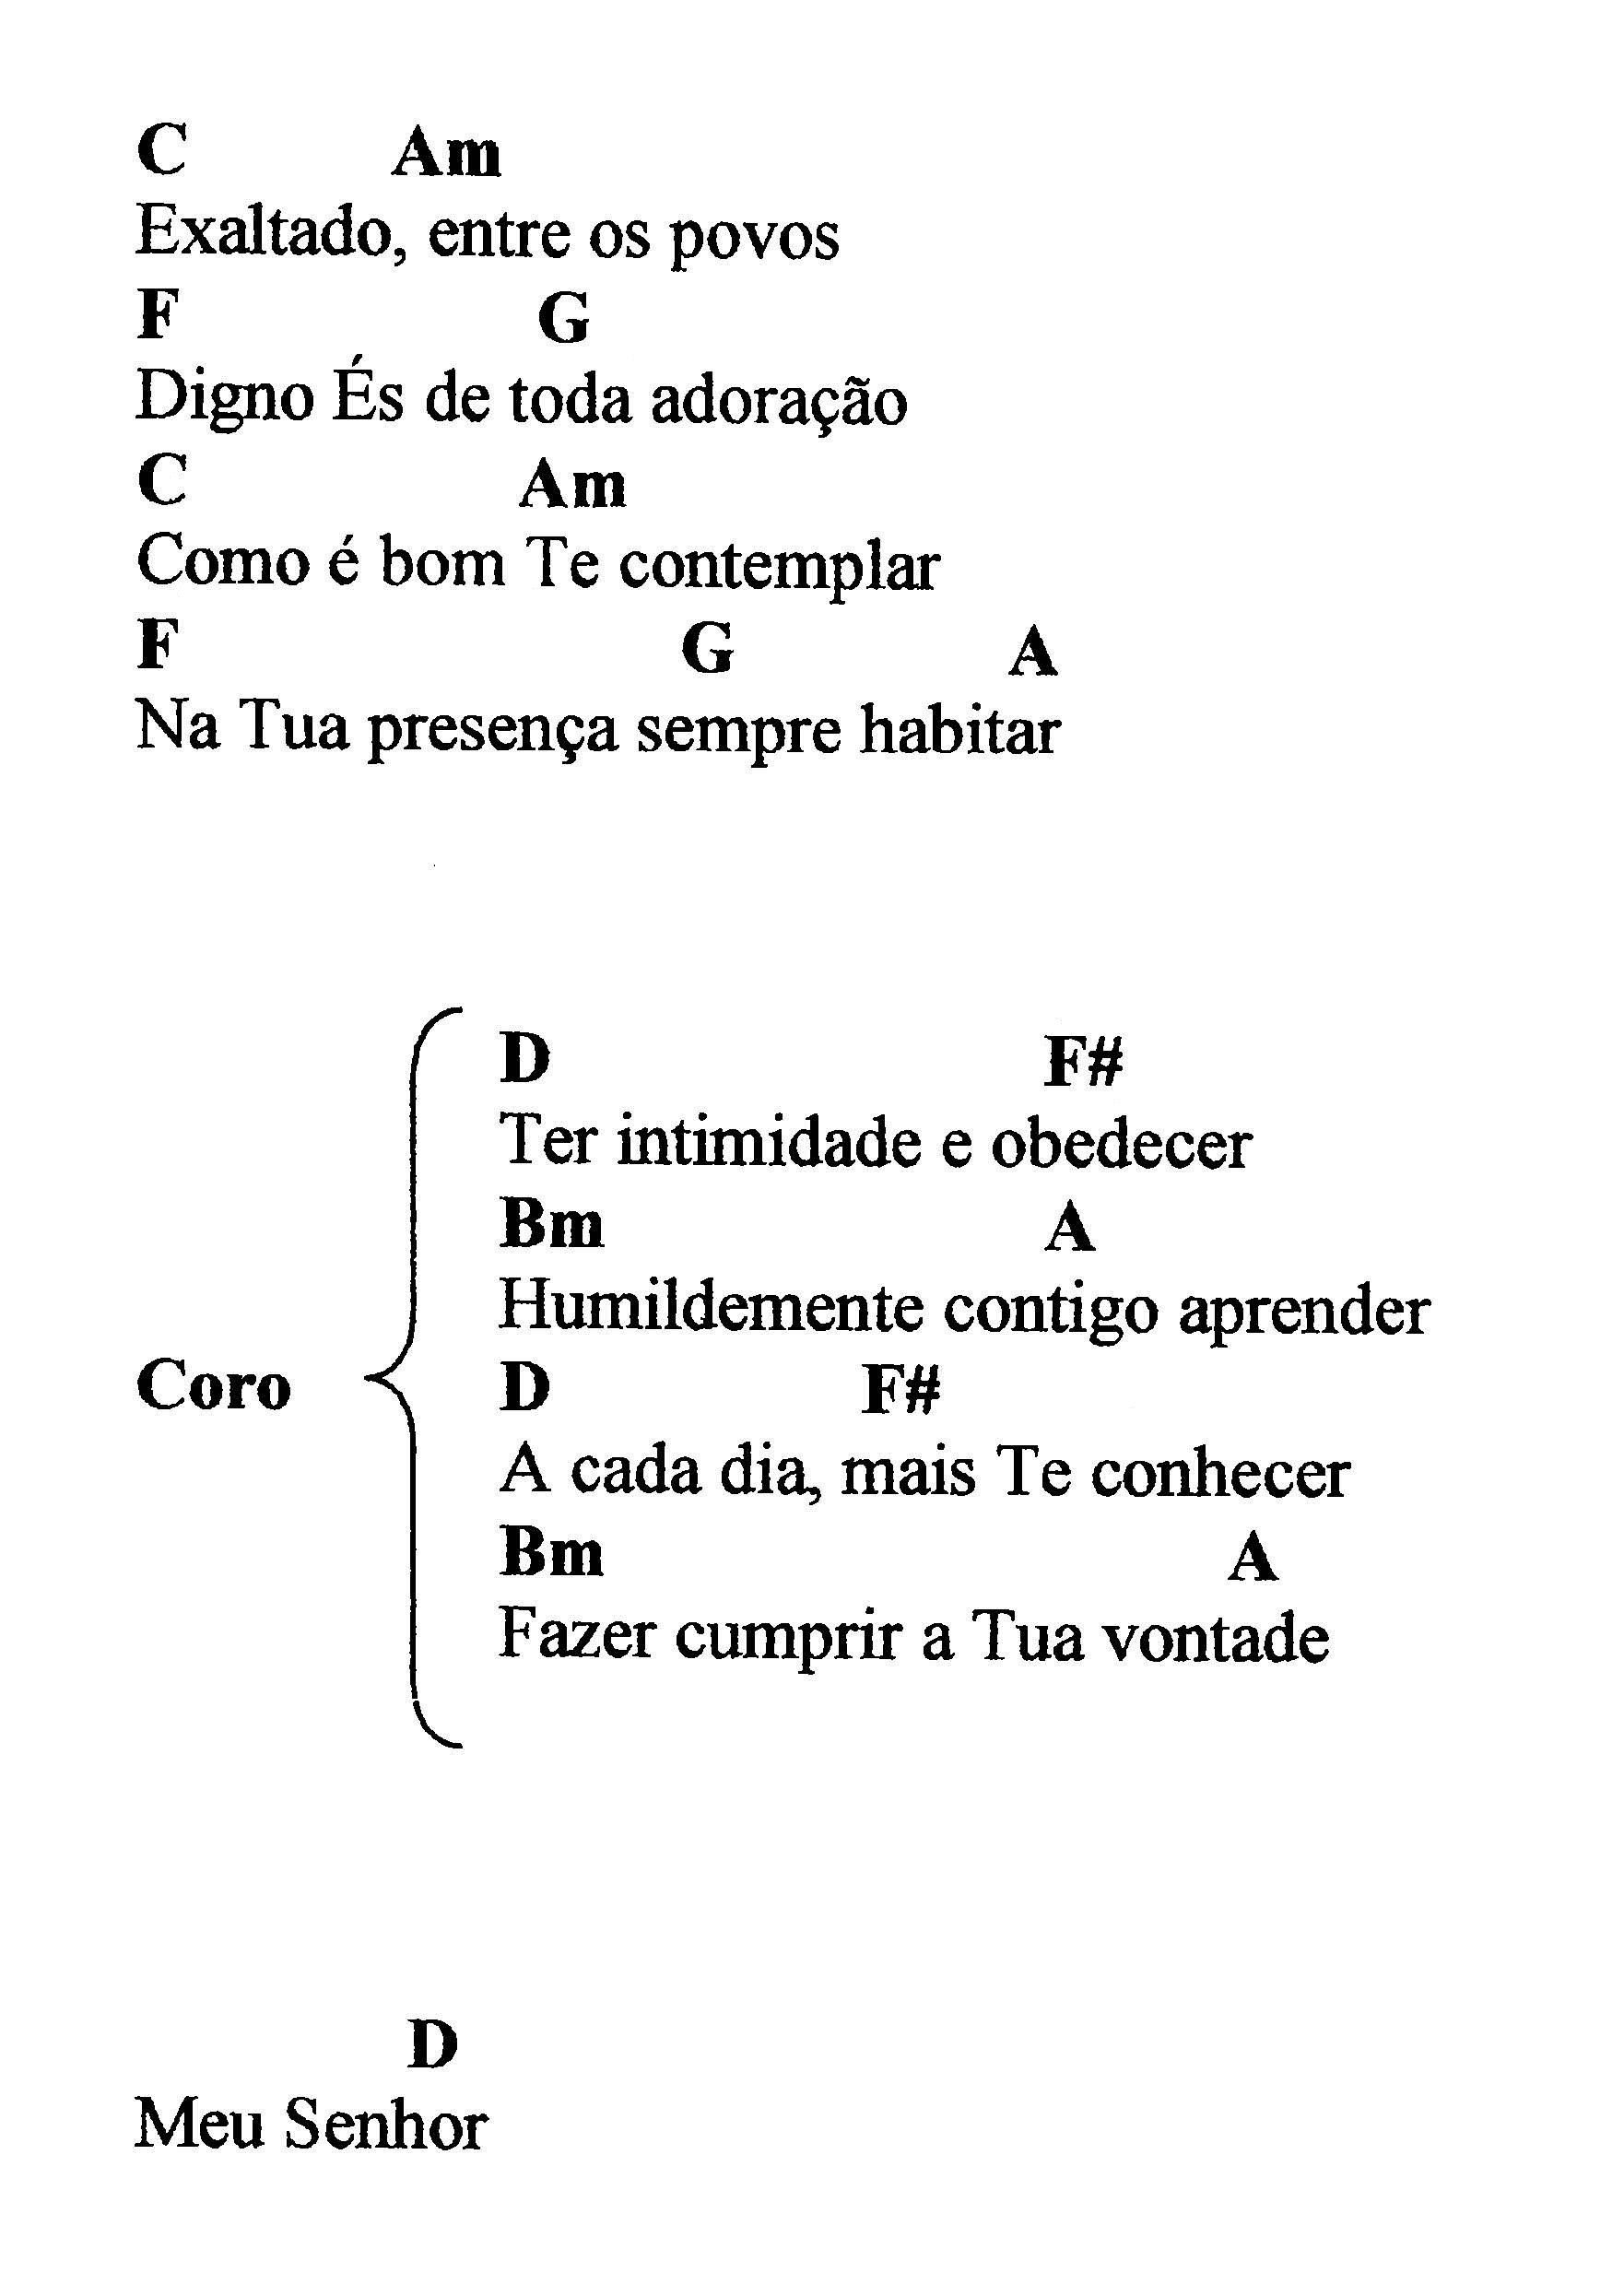 C Am
Exaltado, entre os povos
F G
Digno És de toda adoração
C Am
Como é bom Te contemplar
F G A
Na Tua presença sempre habitar
D F#
Ter intimidade e obedecer
Bm A
Humildemente contigo aprender
Coro D F#
A cada dia, mais Te conhecer
Bm A
Fazer cumprir a Tua vontade
D
Meu Senhor